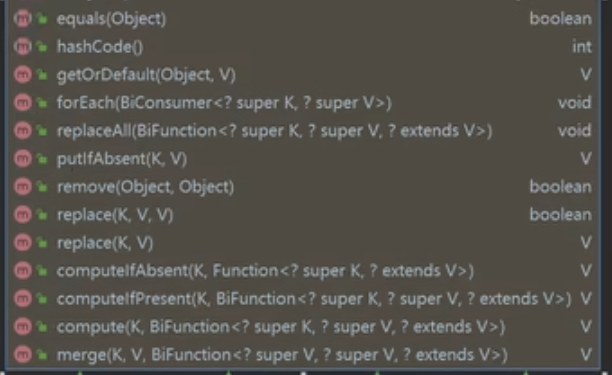 equals(Object) boolean
hashCode() int
getOrDefault(Object, V) V
forEach(BiConsumer<? super K, ? super V>) void
replaceAll(BiFunction<? super K, ? super V, ? extends V>) void
putIfAbsent(K, V) V
remove(Object, Object) boolean
replace(K, V, V) boolean
replace(K, V) V
computeIfAbsent(K, Function<? super K, ? extends V>) V
computeIfPresent(K, BiFunction<? super K, ? super V, ? extends V>) V
compute(K, BiFunction<? super K, ? super V, ? extends V>) V
merge(K, V, BiFunction<? super V, ? super V, ? extends V>) V